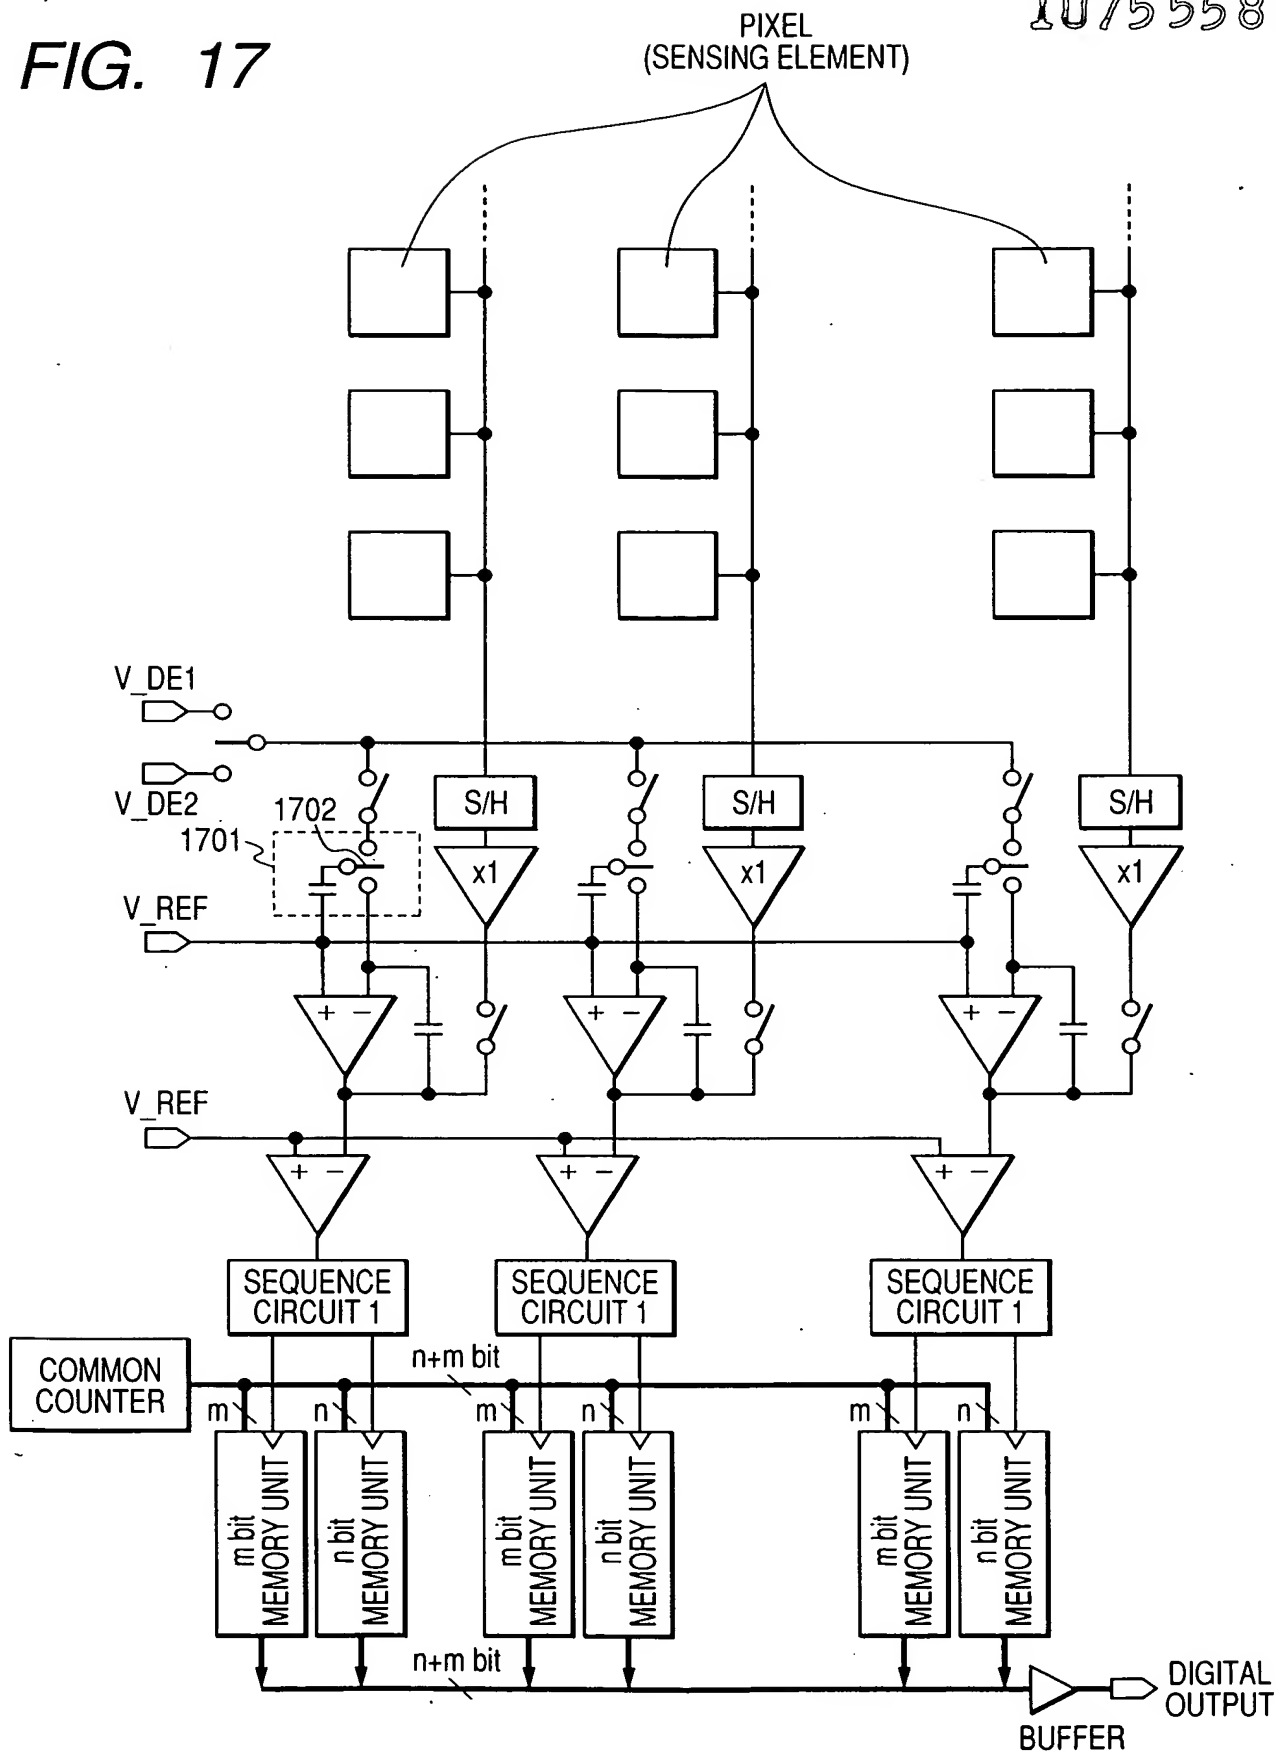 FIG. 17
PIXEL
(SENSING ELEMENT)
V_DE1
V_DE2
1702
1701
S/H
S/H
S/H
x1
x1
x1
V_REF
+ −
+ −
+ −
V_REF
+ −
+ −
+ −
SEQUENCE
CIRCUIT 1
SEQUENCE
CIRCUIT 1
SEQUENCE
CIRCUIT 1
COMMON
COUNTER
n+m bit
m
n
m
n
m
n
m bit
MEMORY UNIT
n bit
MEMORY UNIT
m bit
MEMORY UNIT
n bit
MEMORY UNIT
m bit
MEMORY UNIT
n bit
MEMORY UNIT
n+m bit
DIGITAL
OUTPUT
BUFFER